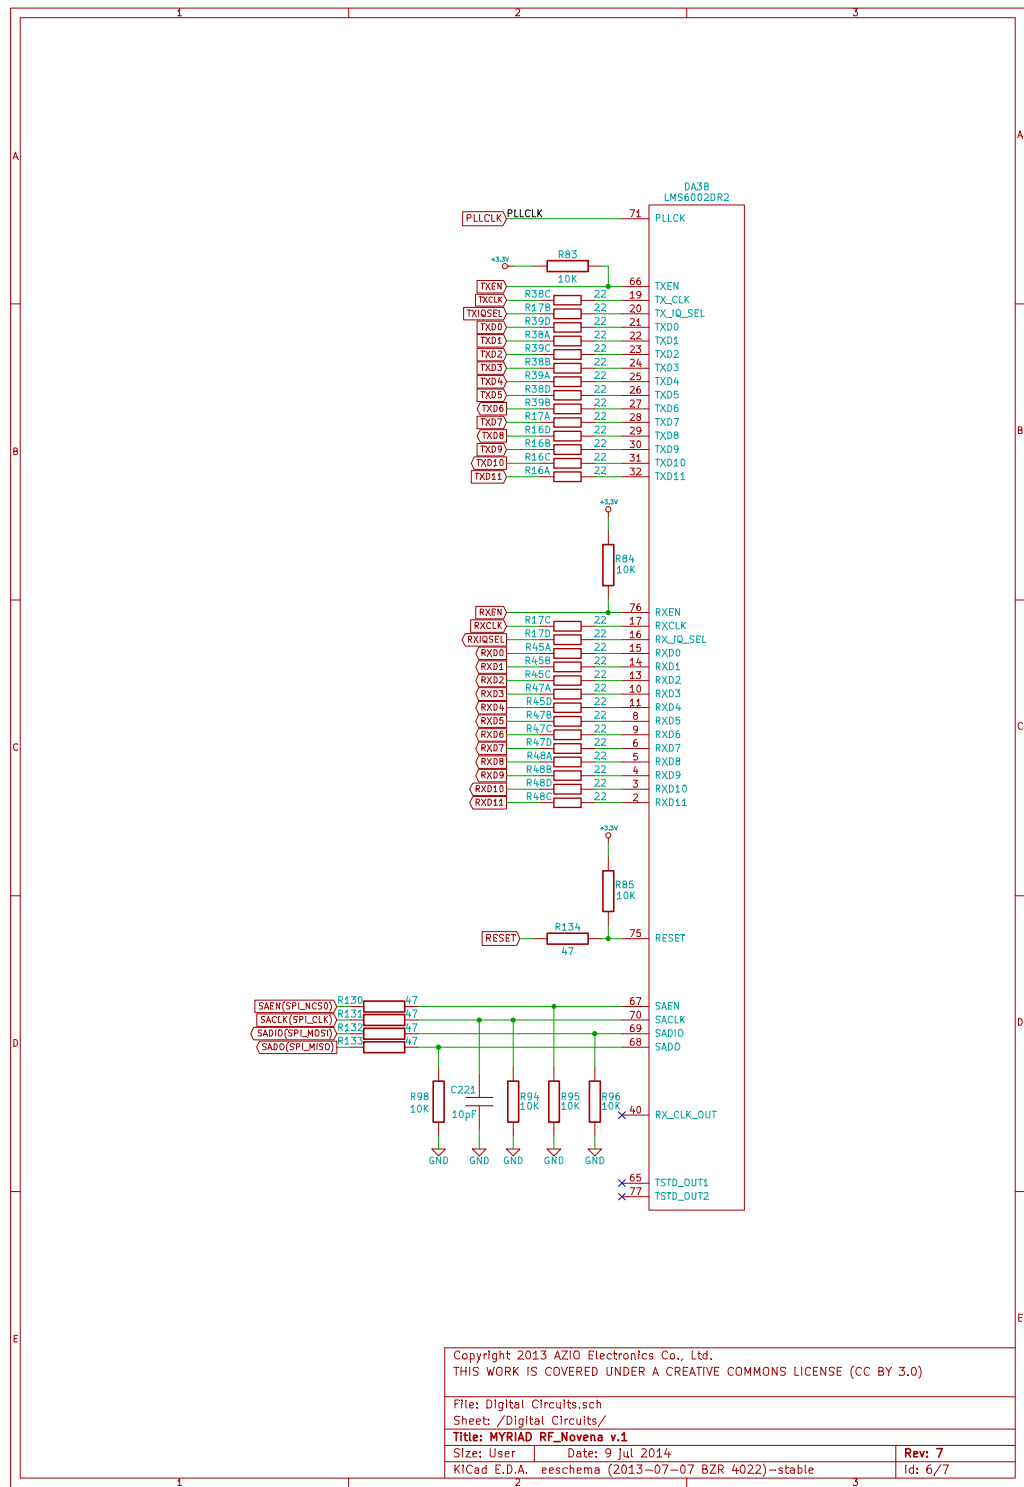 1 2 3
A A
DA3B
LMS6002DR2
PLLCLK PLLCLK 71 PLLCK
+3.3V R83
10K
TXEN 66 TXEN
TXCLK R38C 22 19 TX_CLK
TXIQSEL R17B 22 20 TX_IQ_SEL
TXD0 R39D 22 21 TXD0
TXD1 R38A 22 22 TXD1
TXD2 R39C 22 23 TXD2
TXD3 R38B 22 24 TXD3
TXD4 R39A 22 25 TXD4
TXD5 R38D 22 26 TXD5
TXD6 R39B 22 27 TXD6
TXD7 R17A 22 28 TXD7
TXD8 R16D 22 29 TXD8
B B
TXD9 R16B 22 30 TXD9
TXD10 R16C 22 31 TXD10
TXD11 R16A 22 32 TXD11
+3.3V
R84
10K
RXEN 76 RXEN
RXCLK R17C 22 17 RXCLK
RXIQSEL R17D 22 16 RX_IQ_SEL
RXD0 R45A 22 15 RXD0
RXD1 R45B 22 14 RXD1
RXD2 R45C 22 13 RXD2
RXD3 R47A 22 10 RXD3
RXD4 R45D 22 11 RXD4
RXD5 R47B 22 8 RXD5
C C
RXD6 R47C 22 9 RXD6
RXD7 R47D 22 6 RXD7
RXD8 R48A 22 5 RXD8
RXD9 R48B 22 4 RXD9
RXD10 R48D 22 3 RXD10
RXD11 R48C 22 2 RXD11
+3.3V
R85
10K
RESET R134 75 RESET
47
SAEN(SPI_NCS0) R130 47 67 SAEN
SACLK(SPI_CLK) R131 47 70 SACLK
D D
SADIO(SPI_MOSI) R132 47 69 SADIO
SADO(SPI_MISO) R133 47 68 SADO
R98 C221 R94 R95 R96
10K 10pF 10K 10K 10K
40 RX_CLK_OUT
GND GND GND GND GND
65 TSTD_OUT1
77 TSTD_OUT2
E E
Copyright 2013 AZIO Electronics Co., Ltd.
THIS WORK IS COVERED UNDER A CREATIVE COMMONS LICENSE (CC BY 3.0)
File: Digital Circuits.sch
Sheet: /Digital Circuits/
Title: MYRIAD RF_Novena v.1
Size: User Date: 9 jul 2014 Rev: 7
KiCad E.D.A. eeschema (2013-07-07 BZR 4022)-stable Id: 6/7
1 2 3